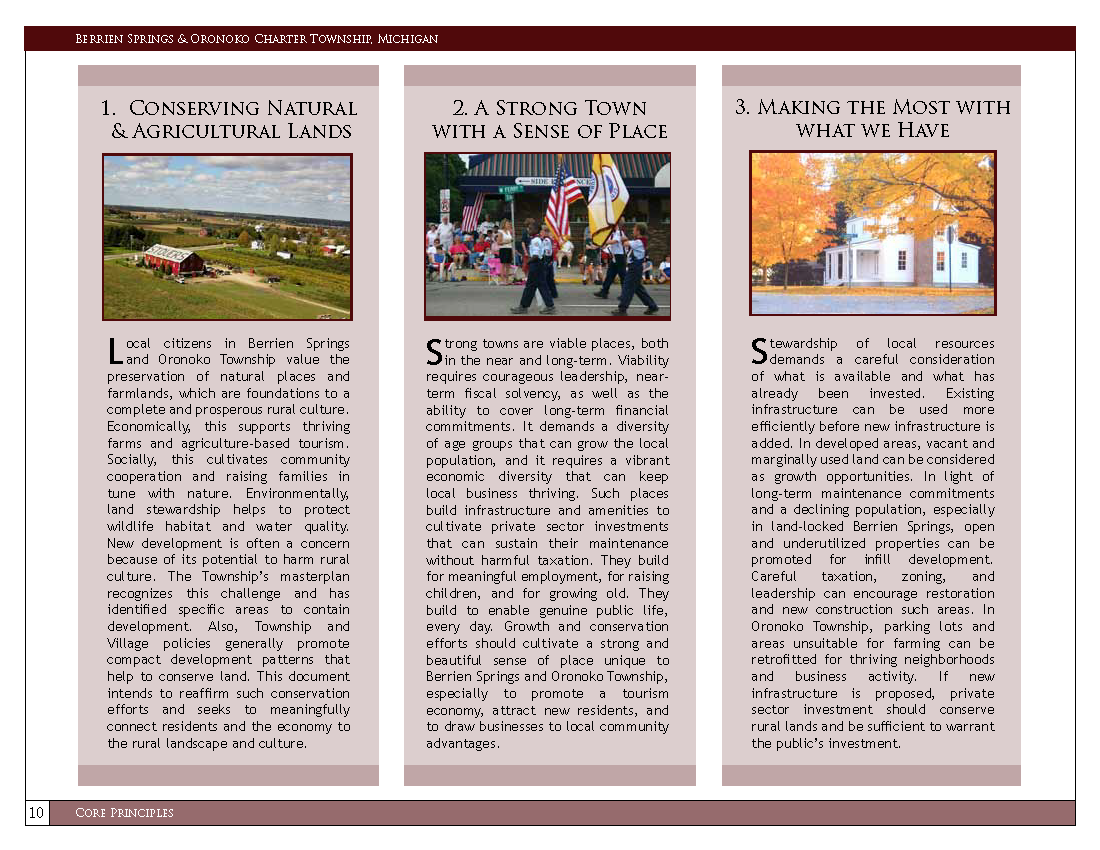 Berrien Springs & Oronoko Charter Township, Michigan
1. Conserving Natural
& Agricultural Lands
Local citizens in Berrien Springs
and Oronoko Township value the
preservation of natural places and
farmlands, which are foundations to a
complete and prosperous rural culture.
Economically, this supports thriving
farms and agriculture-based tourism.
Socially, this cultivates community
cooperation and raising families in
tune with nature. Environmentally,
land stewardship helps to protect
wildlife habitat and water quality.
New development is often a concern
because of its potential to harm rural
culture. The Township's masterplan
recognizes this challenge and has
identified specific areas to contain
development. Also, Township and
Village policies generally promote
compact development patterns that
help to conserve land. This document
intends to reaffirm such conservation
efforts and seeks to meaningfully
connect residents and the economy to
the rural landscape and culture.
2. A Strong Town
with a Sense of Place
SIDE ENTRANCE
Strong towns are viable places, both
in the near and long-term. Viability
requires courageous leadership, near-
term fiscal solvency, as well as the
ability to cover long-term financial
commitments. It demands a diversity
of age groups that can grow the local
population, and it requires a vibrant
economic diversity that can keep
local business thriving. Such places
build infrastructure and amenities to
cultivate private sector investments
that can sustain their maintenance
without harmful taxation. They build
for meaningful employment, for raising
children, and for growing old. They
build to enable genuine public life,
every day. Growth and conservation
efforts should cultivate a strong and
beautiful sense of place unique to
Berrien Springs and Oronoko Township,
especially to promote a tourism
economy, attract new residents, and
to draw businesses to local community
advantages.
3. Making the Most with
what we Have
Stewardship of local resources
demands a careful consideration
of what is available and what has
already been invested. Existing
infrastructure can be used more
efficiently before new infrastructure is
added. In developed areas, vacant and
marginally used land can be considered
as growth opportunities. In light of
long-term maintenance commitments
and a declining population, especially
in land-locked Berrien Springs, open
and underutilized properties can be
promoted for infill development.
Careful taxation, zoning, and
leadership can encourage restoration
and new construction such areas. In
Oronoko Township, parking lots and
areas unsuitable for farming can be
retrofitted for thriving neighborhoods
and business activity. If new
infrastructure is proposed, private
sector investment should conserve
rural lands and be sufficient to warrant
the public's investment.
10
Core Principles